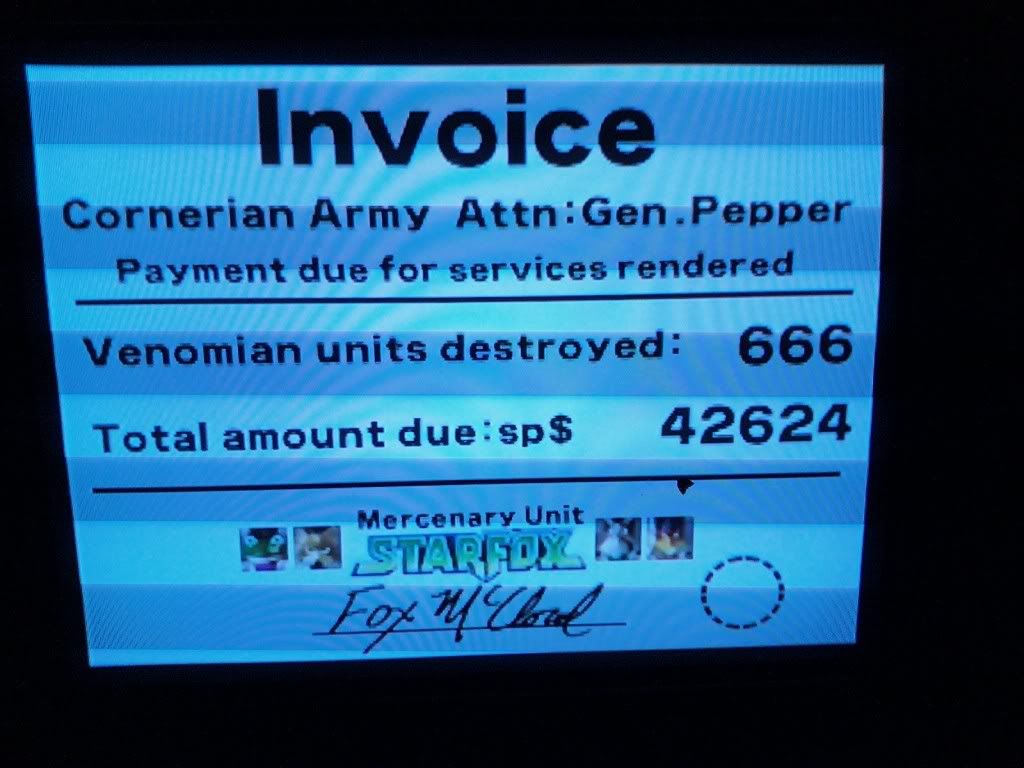 Invoice
Cornerian Army Attn:Gen.Pepper
Payment due for services rendered
Venomian units destroyed: 666
Total amount due:sp$ 42624
Mercenary Unit
STARFOX
Fox McCloud